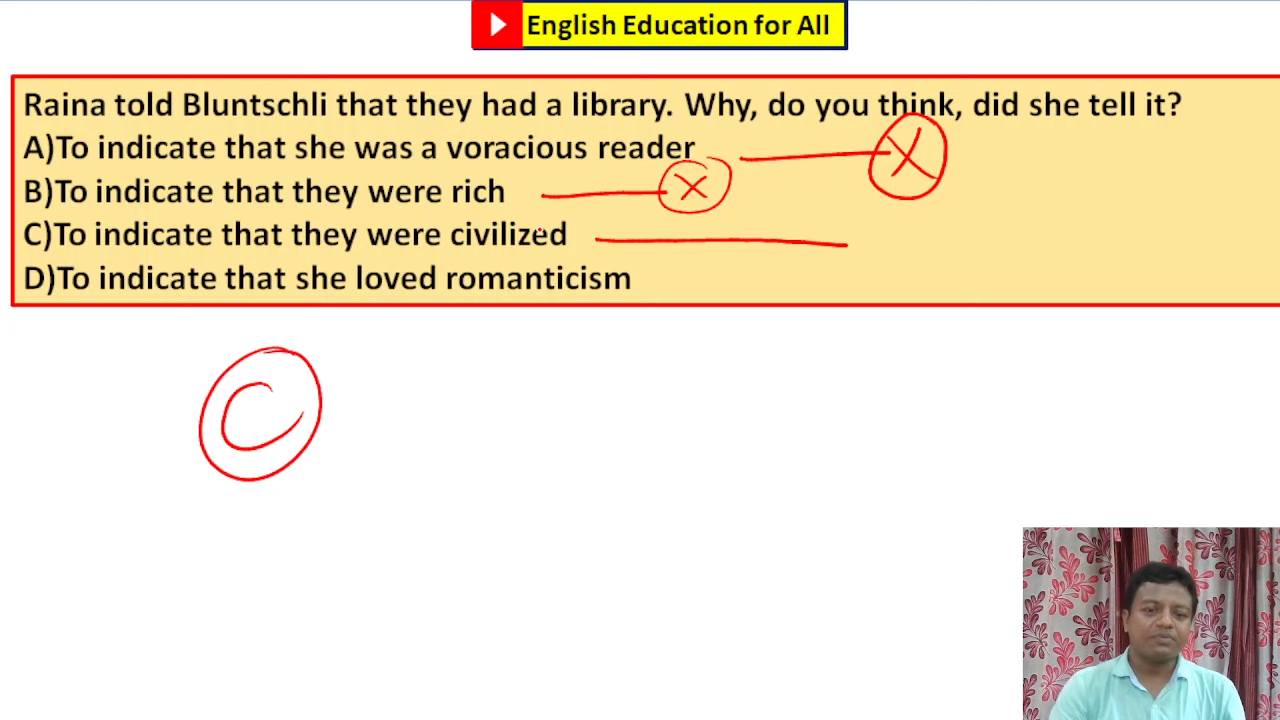 English Education for All
Raina told Bluntschli that they had a library. Why, do you think, did she tell it?
A)To indicate that she was a voracious reader
B)To indicate that they were rich
C)To indicate that they were civilized
D)To indicate that she loved romanticism
C